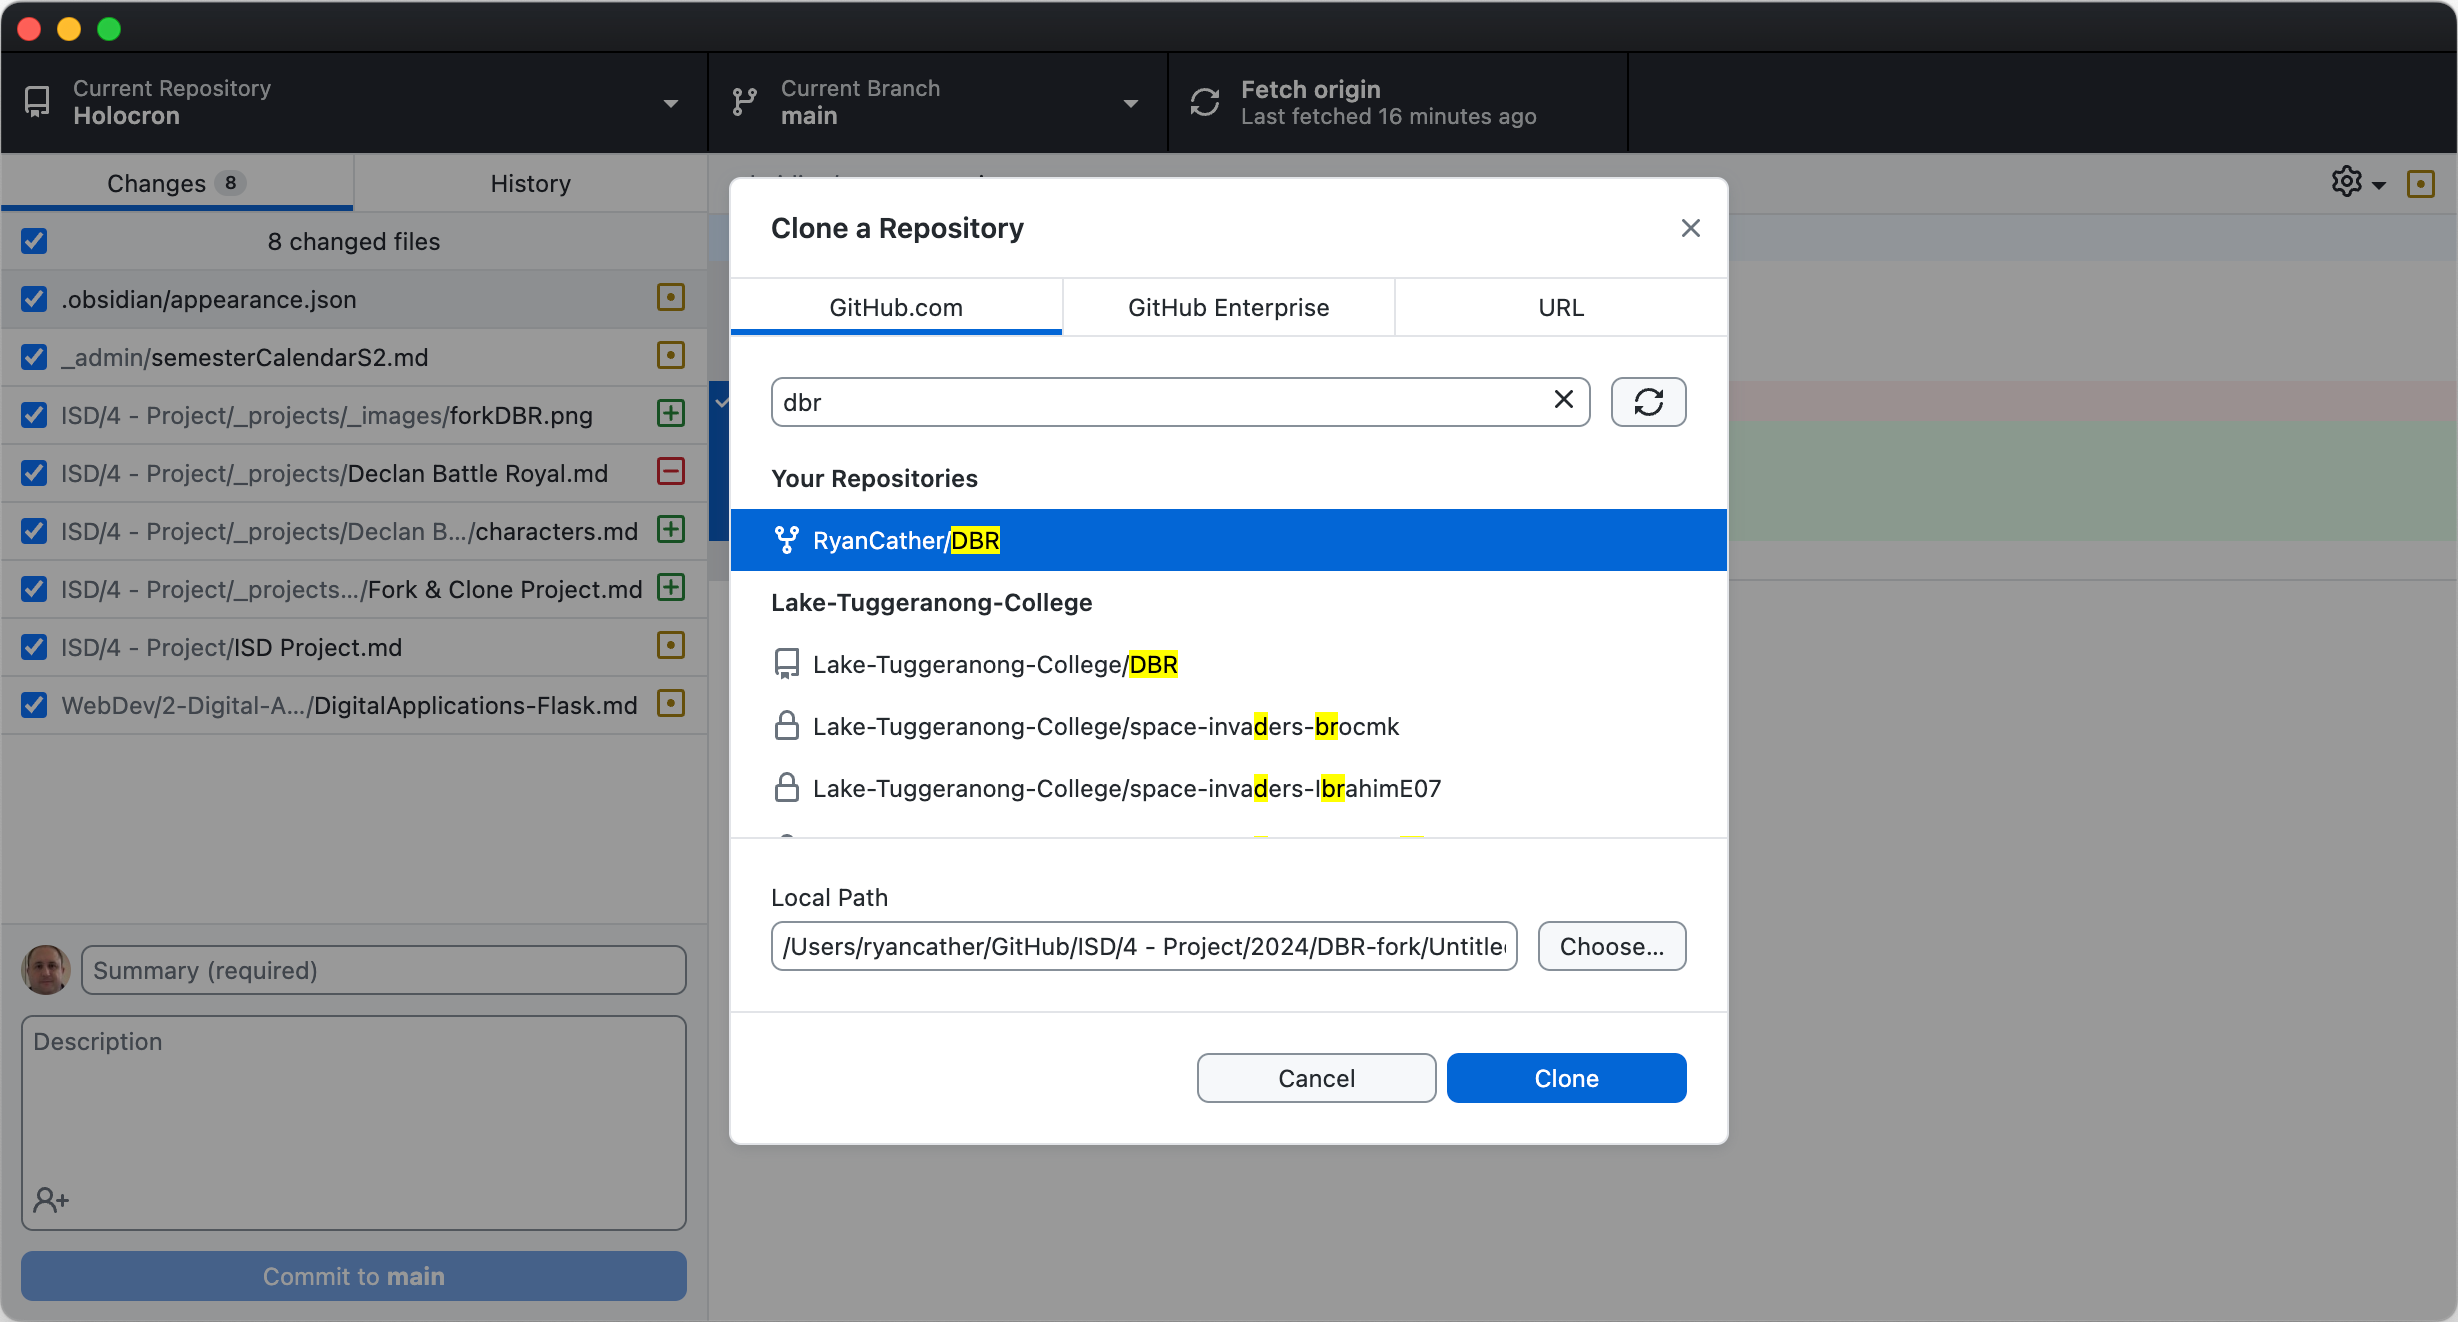 Current Repository
Holocron
Current Branch
main
Fetch origin
Last fetched 16 minutes ago
Changes 8
History
8 changed files
.obsidian/appearance.json
_admin/semesterCalendarS2.md
ISD/4 - Project/_projects/_images/forkDBR.png
ISD/4 - Project/_projects/Declan Battle Royal.md
ISD/4 - Project/_projects/Declan B.../characters.md
ISD/4 - Project/_projects.../Fork & Clone Project.md
ISD/4 - Project/ISD Project.md
WebDev/2-Digital-A.../DigitalApplications-Flask.md
Summary (required)
Description
Commit to main
Clone a Repository
GitHub.com
GitHub Enterprise
URL
dbr
Your Repositories
RyanCather/DBR
Lake-Tuggeranong-College
Lake-Tuggeranong-College/DBR
Lake-Tuggeranong-College/space-invaders-brocmk
Lake-Tuggeranong-College/space-invaders-IbrahimE07
Local Path
/Users/ryancather/GitHub/ISD/4 - Project/2024/DBR-fork/Untitle
Choose...
Cancel
Clone